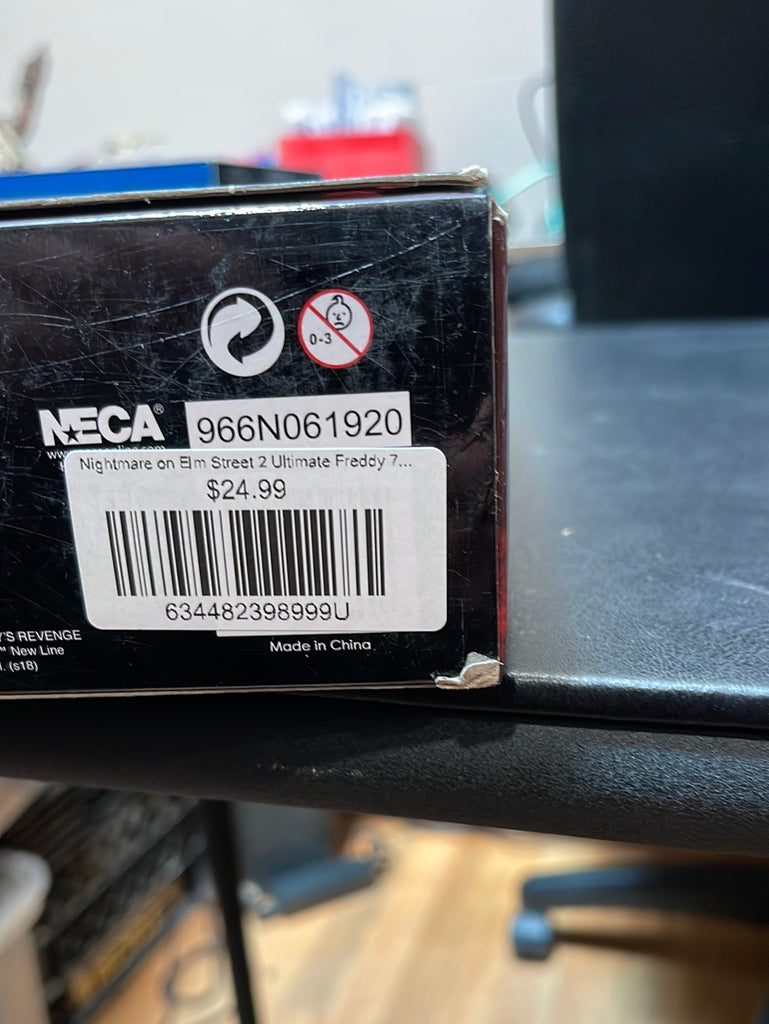 0-3
NECA®
966N061920
Nightmare on Elm Street 2 Ultimate Freddy 7...
$24.99
634482398999U
'S REVENGE
™ New Line
(s18)
Made in China